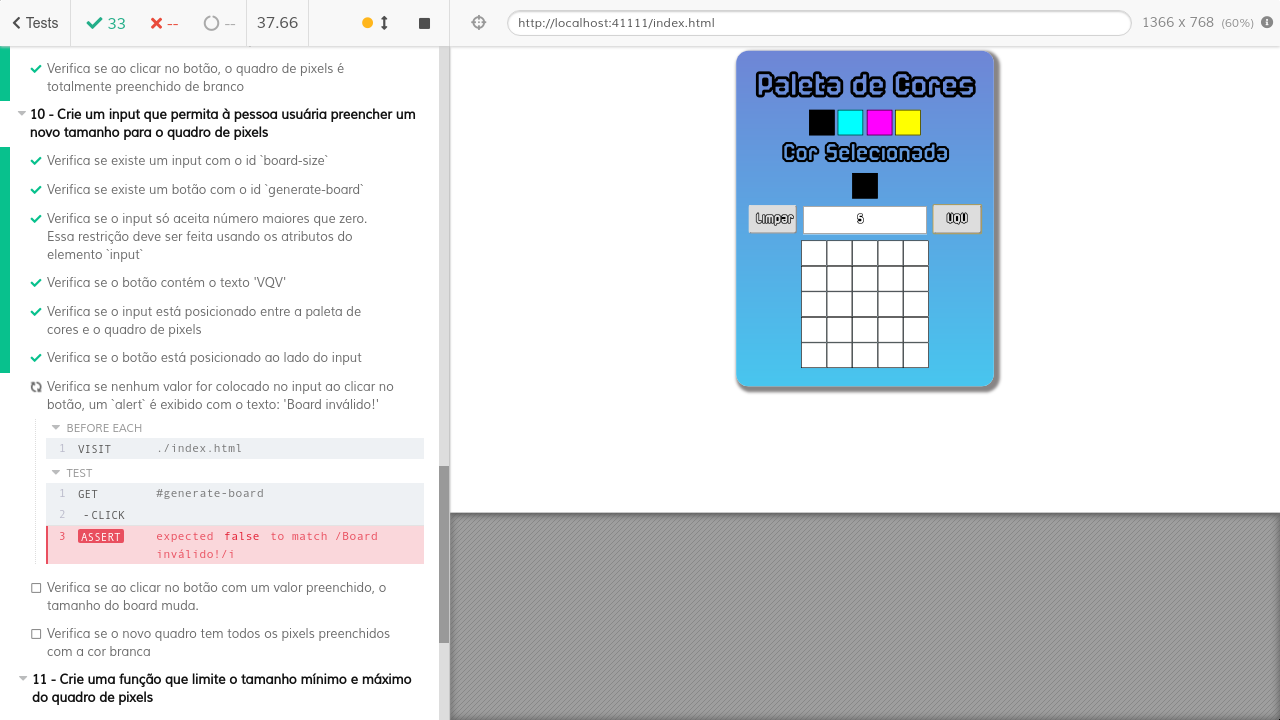 Tests
33
--
--
37.66
http://localhost:41111/index.html
1366 x 768 (60%)
Verifica se ao clicar no botão, o quadro de pixels é
totalmente preenchido de branco
10 - Crie um input que permita à pessoa usuária preencher um
novo tamanho para o quadro de pixels
Verifica se existe um input com o id `board-size`
Verifica se existe um botão com o id `generate-board`
Verifica se o input só aceita número maiores que zero.
Essa restrição deve ser feita usando os atributos do
elemento `input`
Verifica se o botão contém o texto 'VQV'
Verifica se o input está posicionado entre a paleta de
cores e o quadro de pixels
Verifica se o botão está posicionado ao lado do input
Verifica se nenhum valor for colocado no input ao clicar no
botão, um `alert` é exibido com o texto: 'Board inválido!'
BEFORE EACH
1 VISIT ./index.html
TEST
1 GET #generate-board
2 -CLICK
3 ASSERT expected false to match /Board
inválido!/i
Verifica se ao clicar no botão com um valor preenchido, o
tamanho do board muda.
Verifica se o novo quadro tem todos os pixels preenchidos
com a cor branca
11 - Crie uma função que limite o tamanho mínimo e máximo
do quadro de pixels
Paleta de Cores
Cor Selecionada
Limpar
5
VQV